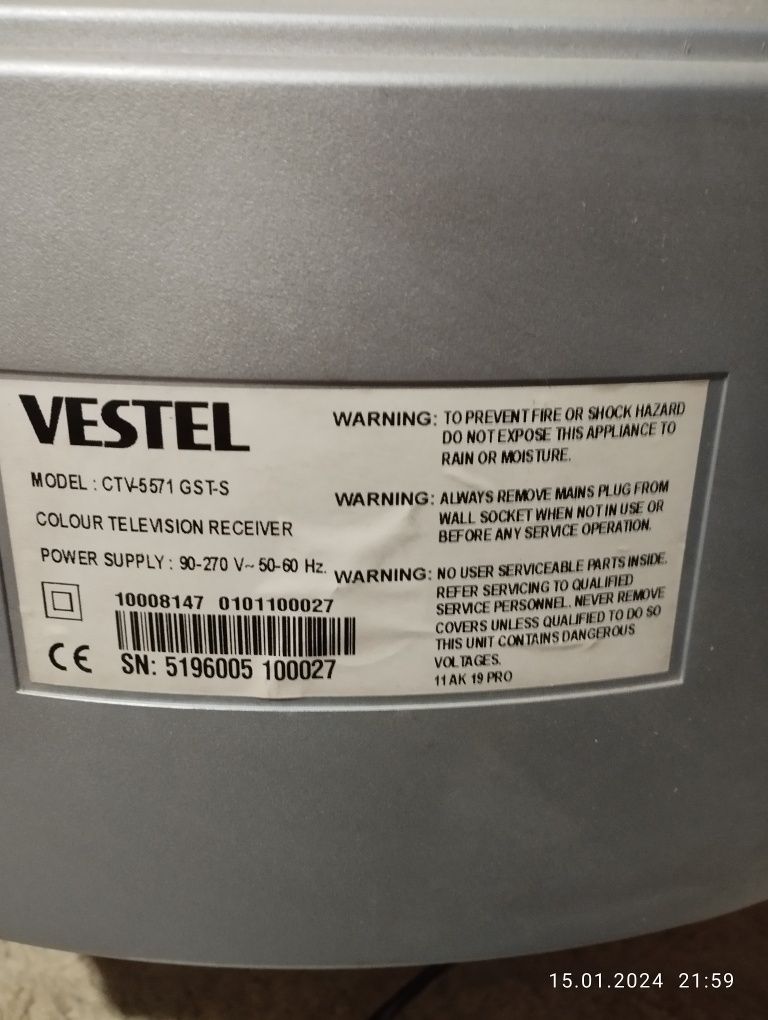 VESTEL
MODEL : CTV-5571 GST-S
COLOUR TELEVISION RECEIVER
POWER SUPPLY : 90-270 V~ 50-60 Hz.
10008147 0101100027
CE
SN: 5196005 100027
WARNING: TO PREVENT FIRE OR SHOCK HAZARD
DO NOT EXPOSE THIS APPLIANCE TO
RAIN OR MOISTURE.
WARNING: ALWAYS REMOVE MAINS PLUG FROM
WALL SOCKET WHEN NOT IN USE OR
BEFORE ANY SERVICE OPERATION.
WARNING: NO USER SERVICEABLE PARTS INSIDE.
REFER SERVICING TO QUALIFIED
SERVICE PERSONNEL. NEVER REMOVE
COVERS UNLESS QUALIFIED TO DO SO
THIS UNIT CONTAINS DANGEROUS
VOLTAGES.
11 AK 19 PRO
15.01.2024 21:59